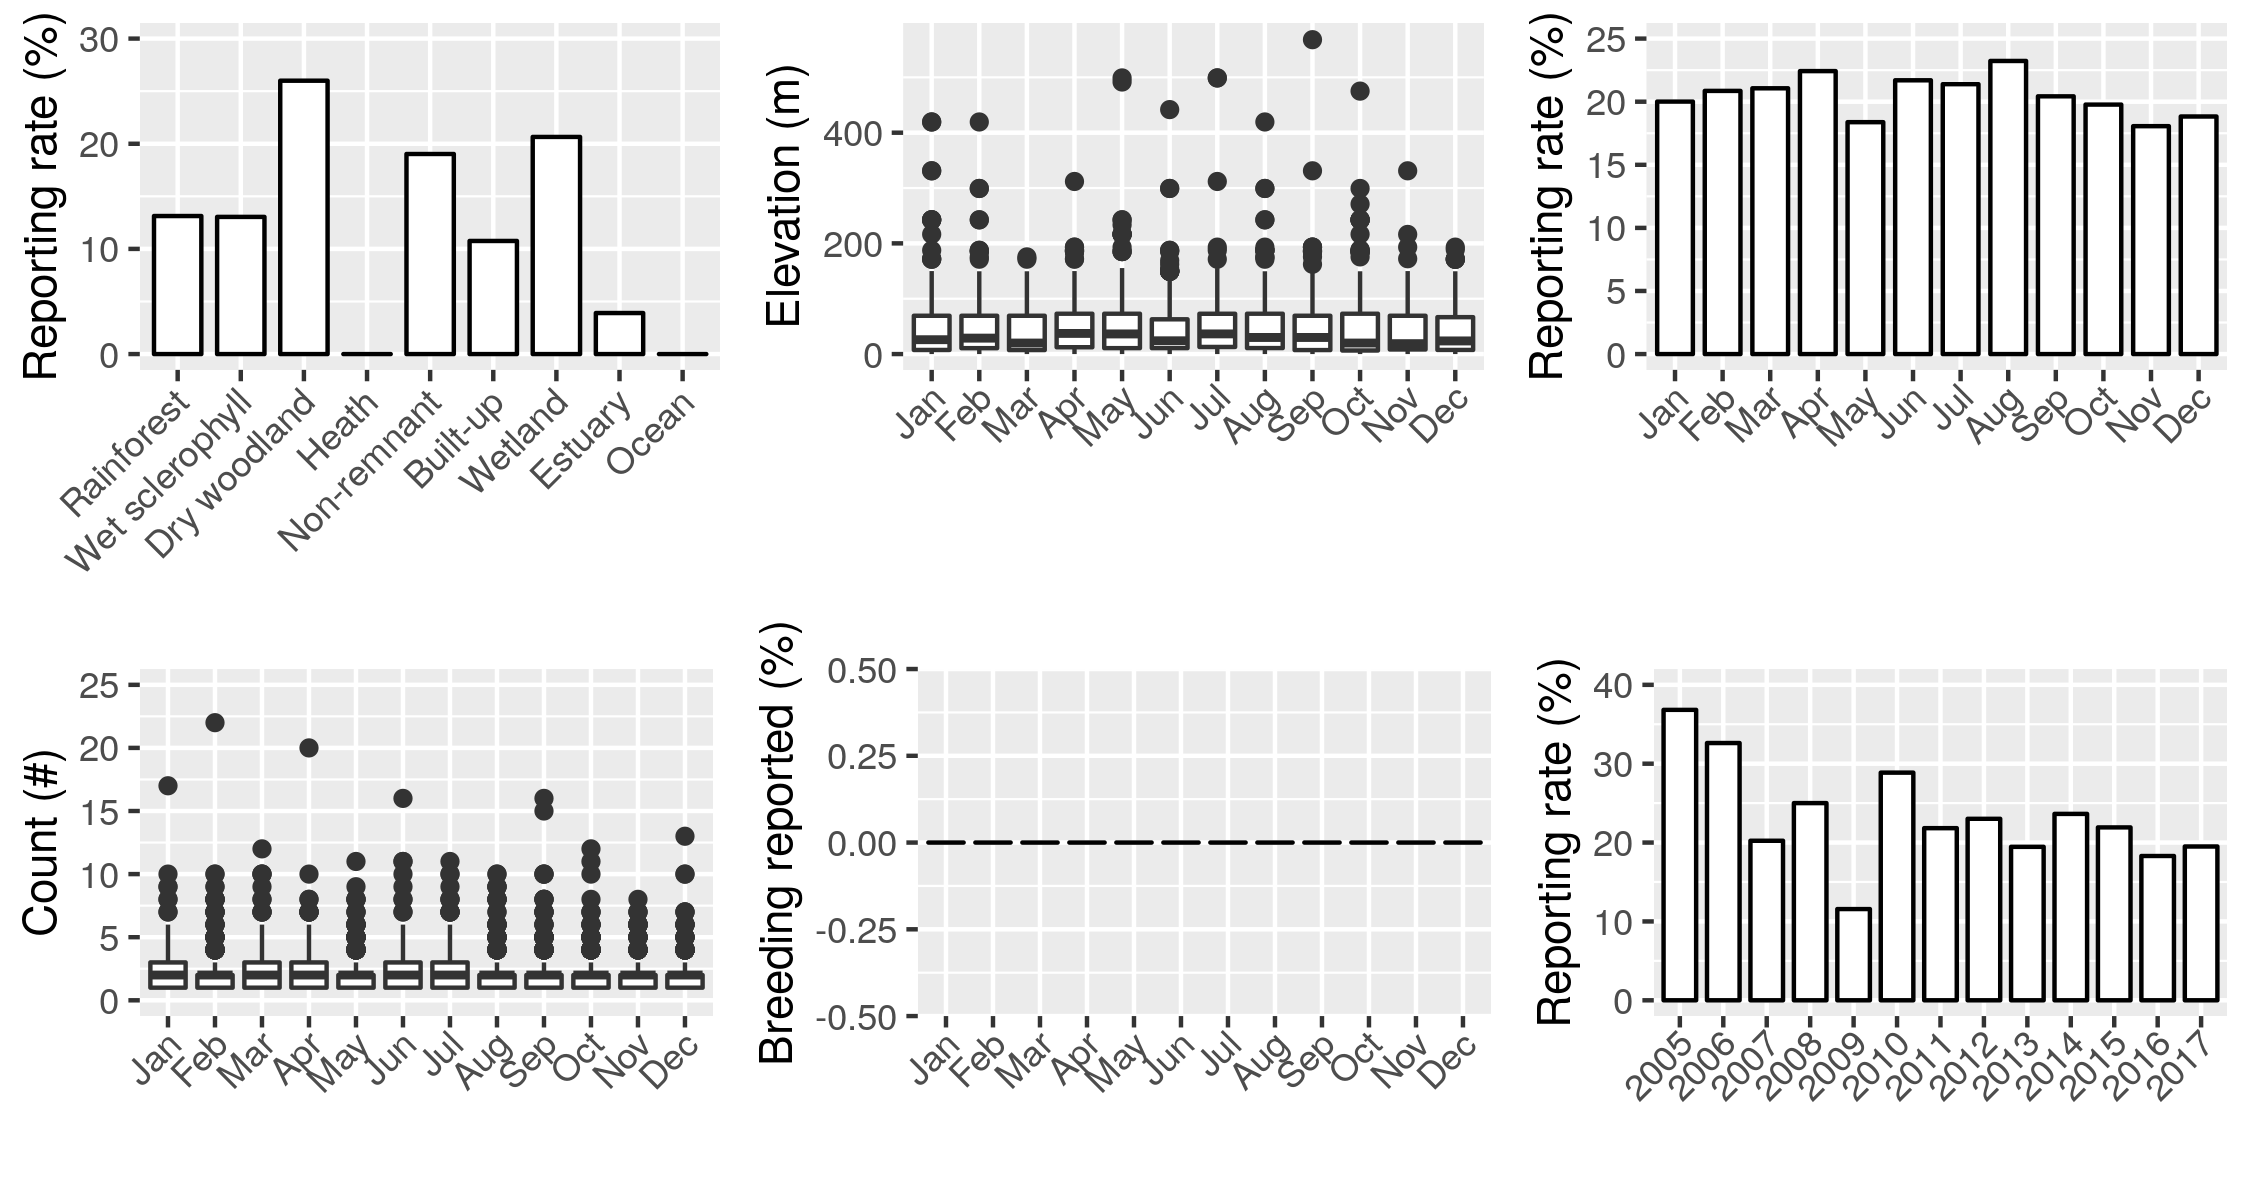 Reporting rate (%)
30
20
10
0
Rainforest
Wet sclerophyll
Dry woodland
Heath
Non-remnant
Built-up
Wetland
Estuary
Ocean
Elevation (m)
400
200
0
Jan
Feb
Mar
Apr
May
Jun
Jul
Aug
Sep
Oct
Nov
Dec
Reporting rate (%)
25
20
15
10
5
0
Jan
Feb
Mar
Apr
May
Jun
Jul
Aug
Sep
Oct
Nov
Dec
Count (#)
25
20
15
10
5
0
Jan
Feb
Mar
Apr
May
Jun
Jul
Aug
Sep
Oct
Nov
Dec
Breeding reported (%)
0.50
0.25
0.00
-0.25
-0.50
Jan
Feb
Mar
Apr
May
Jun
Jul
Aug
Sep
Oct
Nov
Dec
Reporting rate (%)
40
30
20
10
0
2005
2006
2007
2008
2009
2010
2011
2012
2013
2014
2015
2016
2017